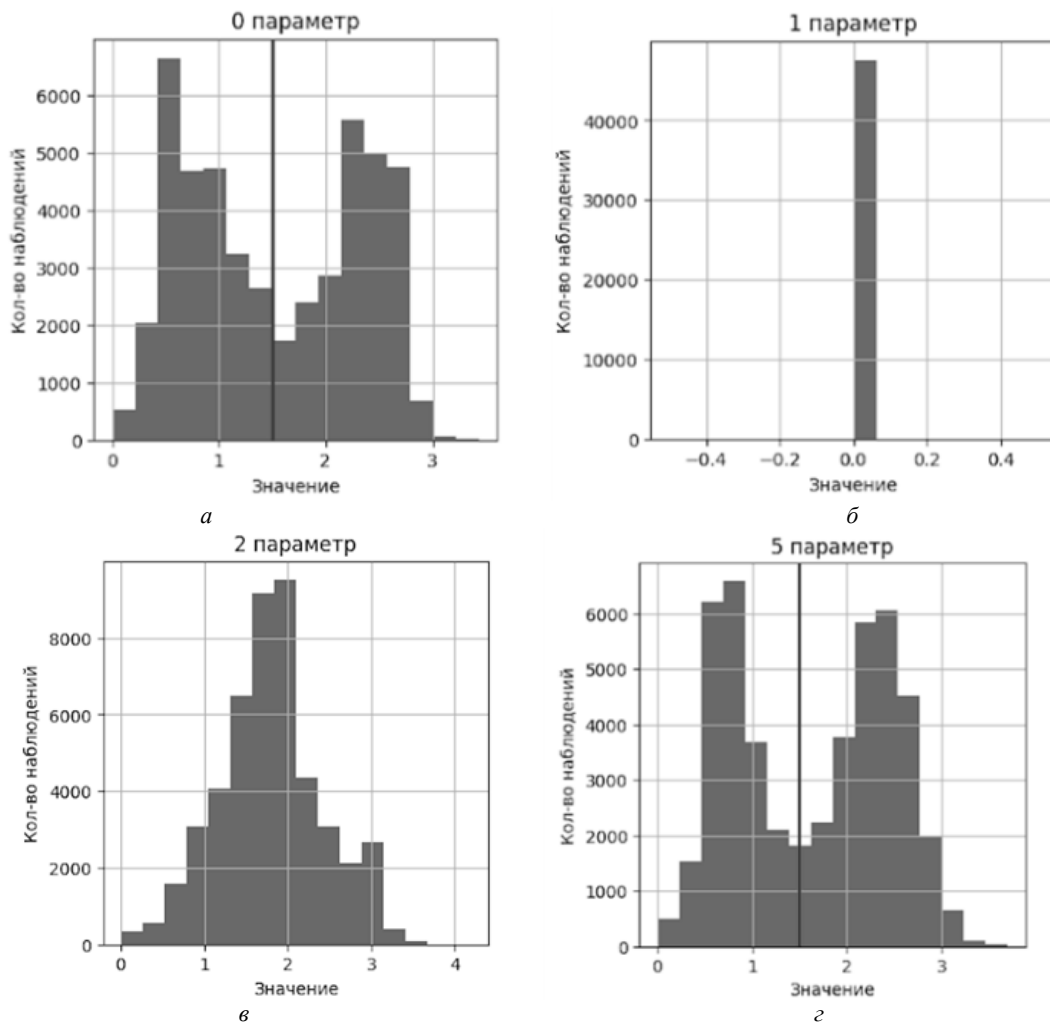 0 параметр
Кол-во наблюдений
6000
5000
4000
3000
2000
1000
0
0 1 2 3
Значение
а
1 параметр
Кол-во наблюдений
40000
30000
20000
10000
0
−0.4 −0.2 0.0 0.2 0.4
Значение
б
2 параметр
Кол-во наблюдений
8000
6000
4000
2000
0
0 1 2 3 4
Значение
в
5 параметр
Кол-во наблюдений
6000
5000
4000
3000
2000
1000
0
0 1 2 3
Значение
г